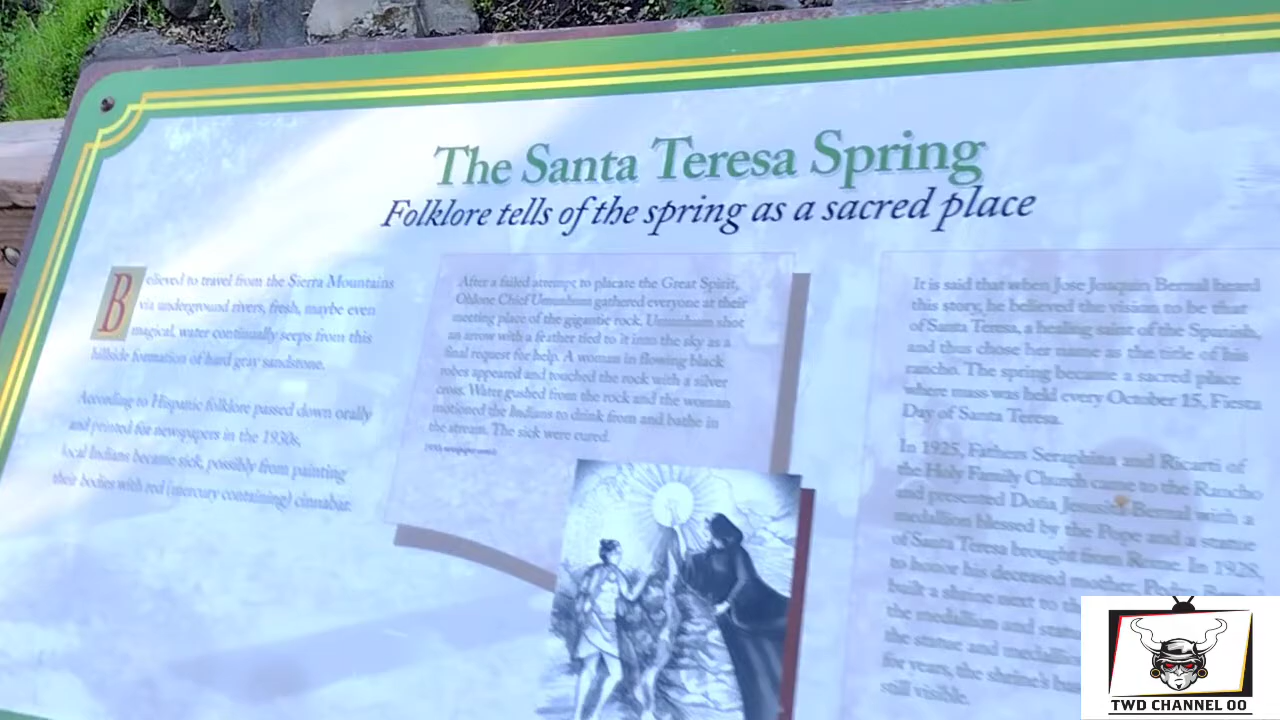 The Santa Teresa Spring
Folklore tells of the spring as a sacred place
Believed to travel from the Sierra Mountains
via underground rivers, fresh, maybe even
magical, water continually seeps from this
hillside formation of hard gray sandstone.
According to Hispanic folklore passed down orally
and printed for newspapers in the 1930s,
local Indians became sick, possibly from painting
their bodies with red (mercury containing) cinnabar.
After a failed attempt to placate the Great Spirit,
Ohlone Chief Umunhum gathered everyone at their
meeting place of the gigantic rock. Umunhum shot
an arrow with a feather tied to it into the sky as a
final request for help. A woman in flowing black
robes appeared and touched the rock with a silver
cross. Water gushed from the rock and the woman
motioned the Indians to drink from and bathe in
the stream. The sick were cured.
It is said that when Jose Joaquin Bernal heard
this story, he believed the vision to be that
of Santa Teresa, a healing saint of the Spanish,
and thus chose her name as the title of his
rancho. The spring became a sacred place
where mass was held every October 15, Fiesta
Day of Santa Teresa.
In 1925, Fathers Seraphina and Ricarti of
the Holy Family Church came to the Rancho
and presented Doña Jesusita Bernal with a
medallion blessed by the Pope and a statue
of Santa Teresa brought from Rome. In 1928,
to honor his deceased mother, Pedro
built a shrine next to
the medallion and
the statue and
for years, the shrine's
still visible.
TWD CHANNEL OO